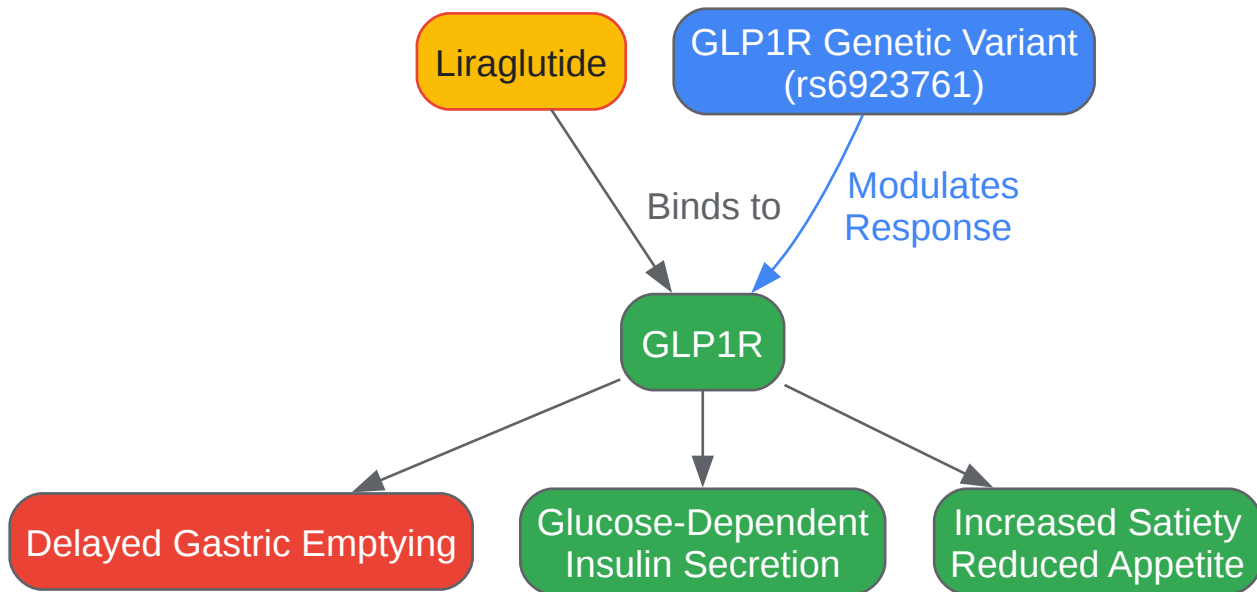 Liraglutide
GLP1R Genetic Variant
(rs6923761)
Binds to
Modulates
Response
GLP1R
Delayed Gastric Emptying
Glucose-Dependent
Insulin Secretion
Increased Satiety
Reduced Appetite